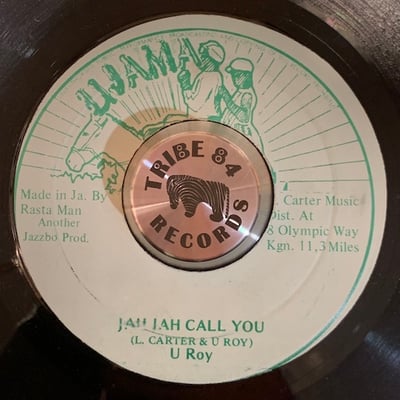 UJAMA
TRIBE 84
RECORDS
Made in Ja. By
Rasta Man
Another
Jazzbo Prod.
. Carter Music
Dist. At
8 Olympic Way
Kgn. 11,3 Miles
JAH JAH CALL YOU
(L. CARTER & U ROY)
U Roy